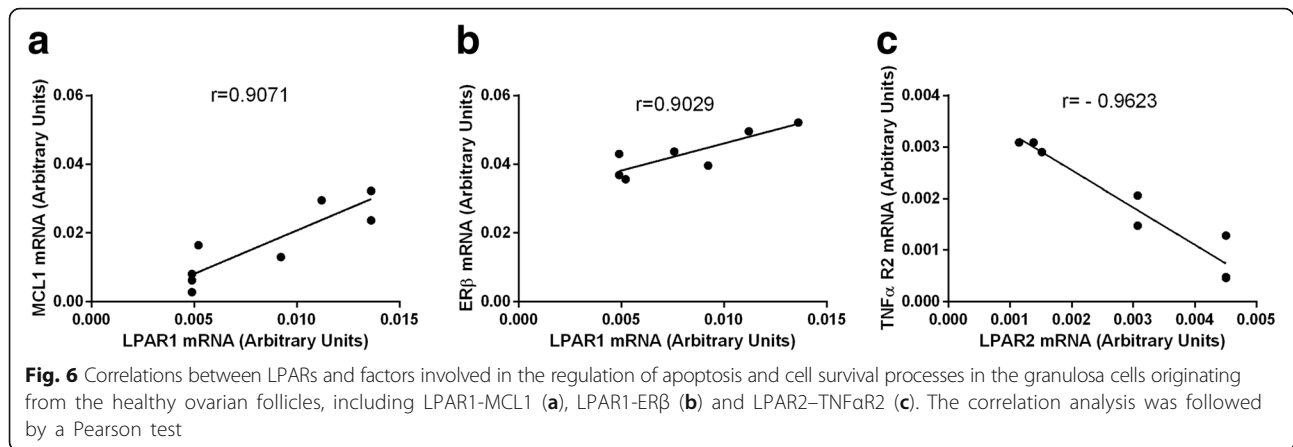 a
b
c
r=0.9071
MCL1 mRNA (Arbitrary Units)
0.06
0.04
0.02
0.00
0.000 0.005 0.010 0.015
LPAR1 mRNA (Arbitrary Units)
r=0.9029
ERβ mRNA (Arbitrary Units)
0.06
0.04
0.02
0.00
0.000 0.005 0.010 0.015
LPAR1 mRNA (Arbitrary Units)
r= - 0.9623
TNFα R2 mRNA (Arbitrary Units)
0.004
0.003
0.002
0.001
0.000
0.000 0.001 0.002 0.003 0.004 0.005
LPAR2 mRNA (Arbitrary Units)
Fig. 6 Correlations between LPARs and factors involved in the regulation of apoptosis and cell survival processes in the granulosa cells originating
from the healthy ovarian follicles, including LPAR1-MCL1 (a), LPAR1-ERβ (b) and LPAR2–TNFαR2 (c). The correlation analysis was followed
by a Pearson test